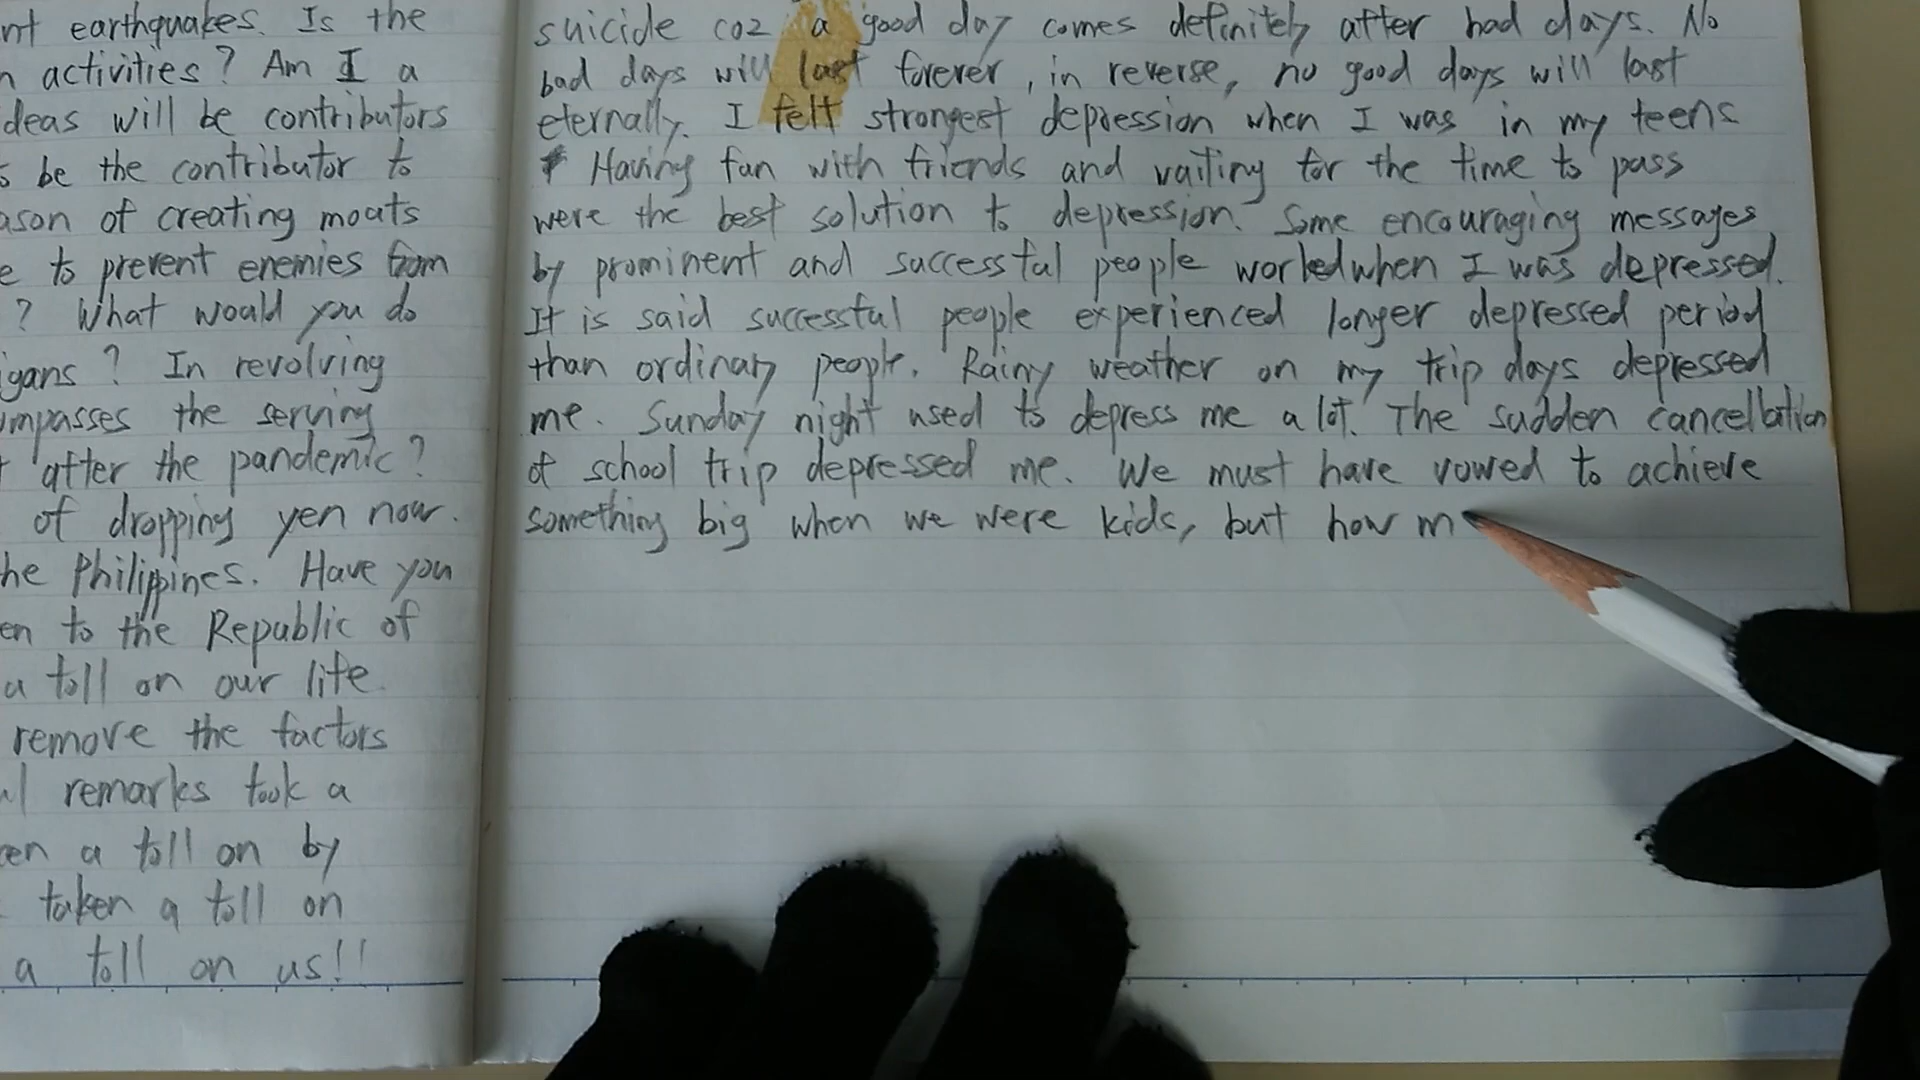 nt earthquakes. Is the
n activities? Am I a
deas will be contributors
s be the contributor to
ason of creating moats
e to prevent enemies from
? What would you do
igans? In revolving
ompasses the serving
r after the pandemic?
of dropping yen now.
he Philippines. Have you
en to the Republic of
a toll on our life.
remove the factors
l remarks took a
en a toll on by
taken a toll on
a toll on us!!
suicide coz a good day comes definitely after bad days. No
bad days will last forever, in reverse, no good days will last
eternally. I felt strongest depression when I was in my teens
Having fun with friends and waiting for the time to pass
were the best solution to depression. Some encouraging messages
by prominent and successful people worked when I was depressed.
It is said successful people experienced longer depressed period
than ordinary people. Rainy weather on my trip days depressed
me. Sunday night used to depress me a lot. The sudden cancellation
of school trip depressed me. We must have vowed to achieve
something big when we were kids, but how m